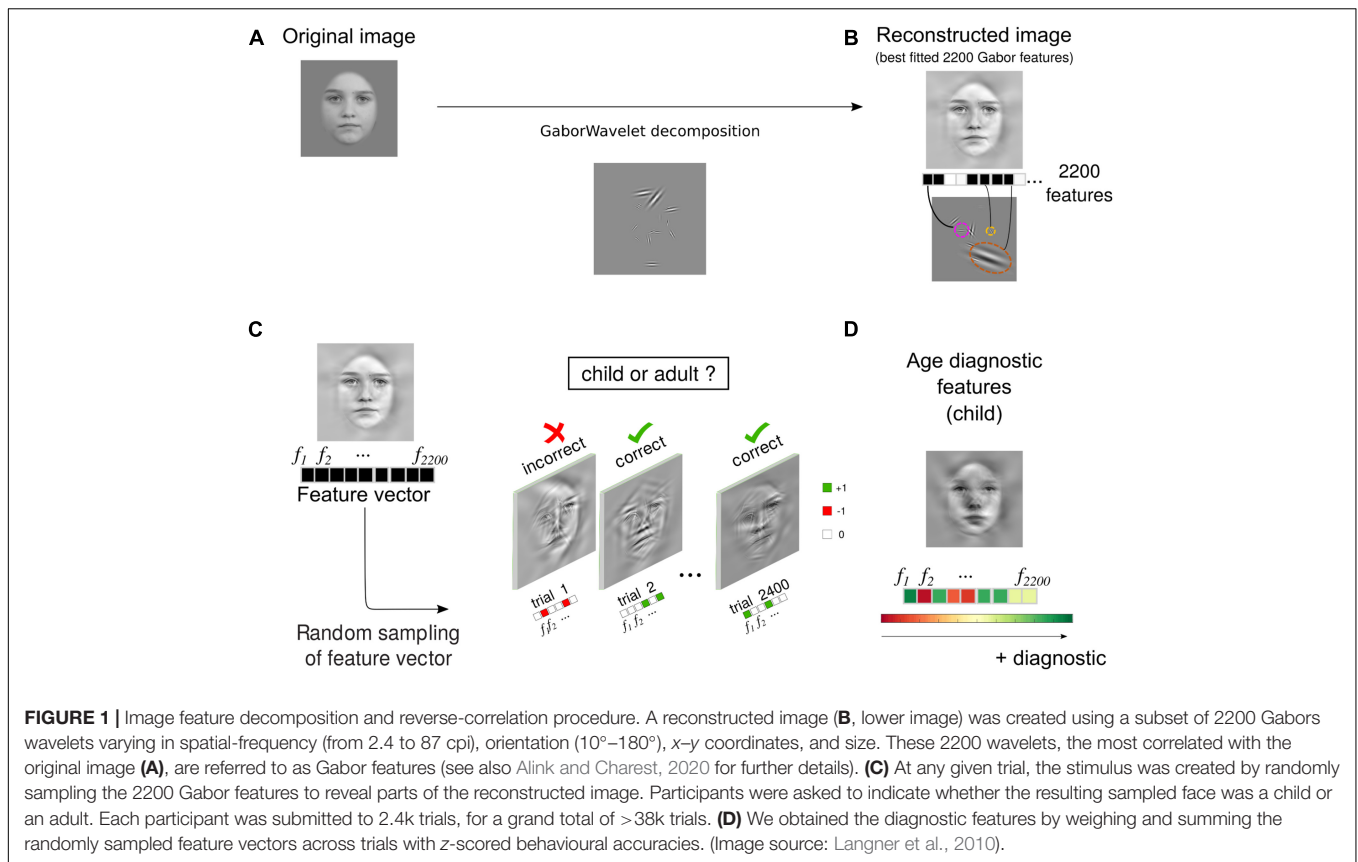 A Original image
GaborWavelet decomposition
B Reconstructed image
(best fitted 2200 Gabor features)
... 2200
features
C
f1 f2 ... f2200
Feature vector
Random sampling
of feature vector
child or adult ?
incorrect
correct
correct
+1
-1
0
...
trial 1
f1f2 ...
trial 2
f1 f2 ...
trial 2400
f1 f2 ...
D
Age diagnostic
features
(child)
f1 f2 ... f2200
+ diagnostic
FIGURE 1 | Image feature decomposition and reverse-correlation procedure. A reconstructed image (B, lower image) was created using a subset of 2200 Gabors
wavelets varying in spatial-frequency (from 2.4 to 87 cpi), orientation (10°–180°), x–y coordinates, and size. These 2200 wavelets, the most correlated with the
original image (A), are referred to as Gabor features (see also Alink and Charest, 2020 for further details). (C) At any given trial, the stimulus was created by randomly
sampling the 2200 Gabor features to reveal parts of the reconstructed image. Participants were asked to indicate whether the resulting sampled face was a child or
an adult. Each participant was submitted to 2.4k trials, for a grand total of >38k trials. (D) We obtained the diagnostic features by weighing and summing the
randomly sampled feature vectors across trials with z-scored behavioural accuracies. (Image source: Langner et al., 2010).